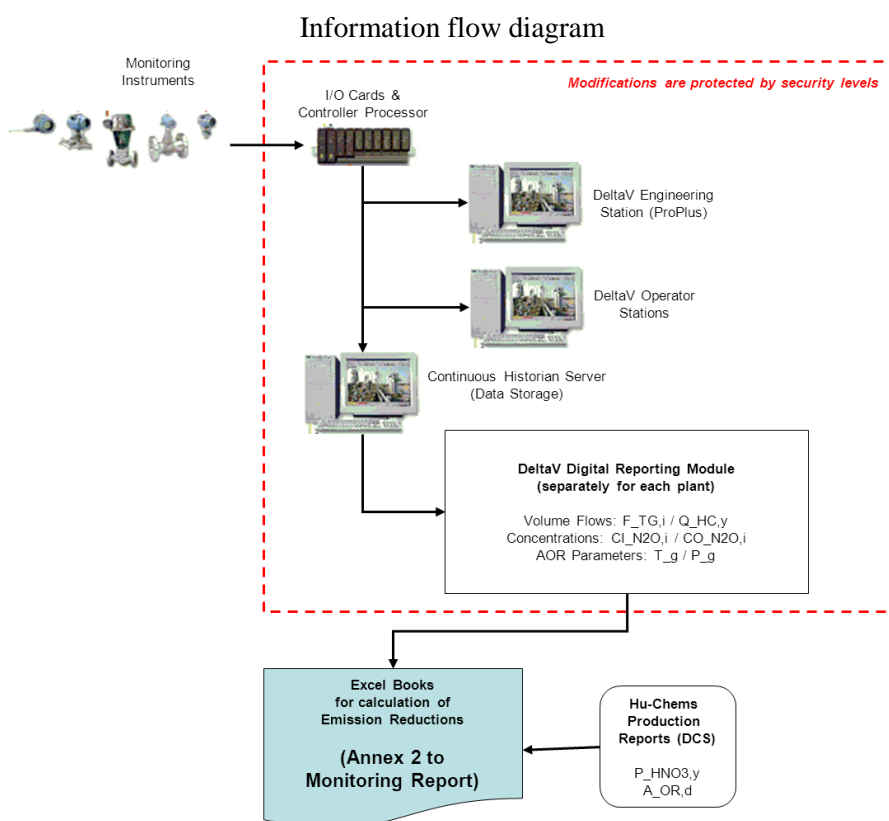 Information flow diagram
Monitoring
Instruments
Modifications are protected by security levels
I/O Cards &
Controller Processor
DeltaV Engineering
Station (ProPlus)
DeltaV Operator
Stations
Continuous Historian Server
(Data Storage)
DeltaV Digital Reporting Module
(separately for each plant)
Volume Flows: F_TG,i / Q_HC,y
Concentrations: CI_N2O,i / CO_N2O,i
AOR Parameters: T_g / P_g
Excel Books
for calculation of
Emission Reductions
(Annex 2 to
Monitoring Report)
Hu-Chems
Production
Reports (DCS)
P_HNO3,y
A_OR,d